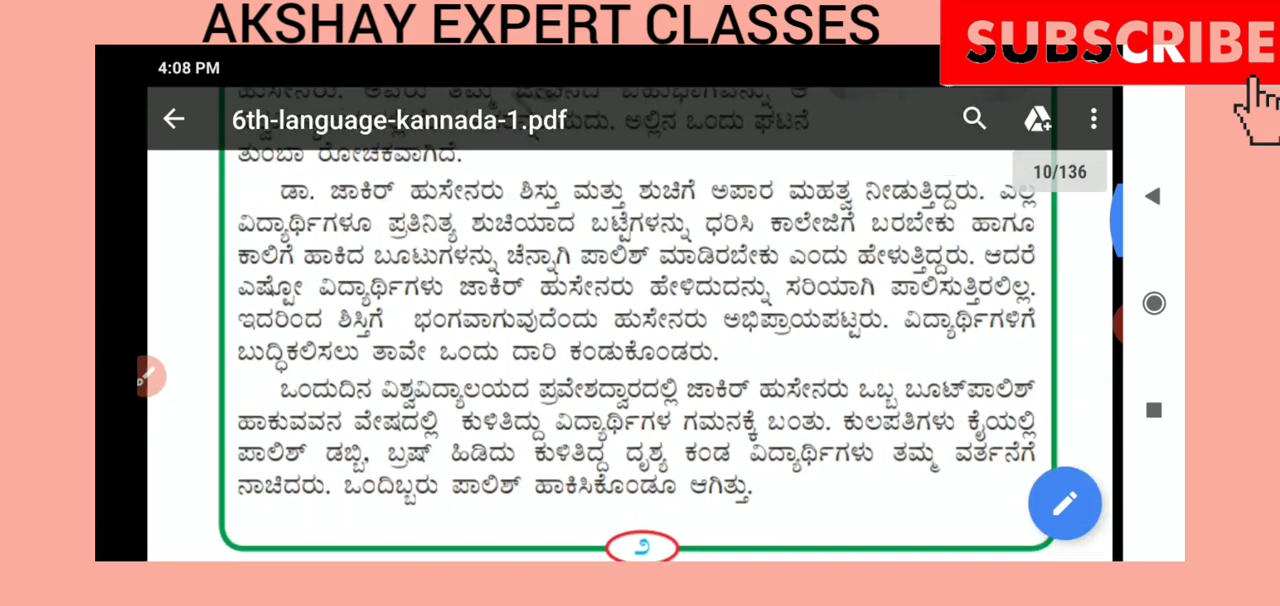 AKSHAY EXPERT CLASSES
SUBSCRIBE
4:08 PM
6th-language-kannada-1.pdf
ಅಲ್ಲಿನ ಒಂದು ಘಟನೆ
ತುಂಬಾ ರೋಚಕವಾಗಿದೆ.
10/136
ಡಾ. ಜಾಕಿರ್ ಹುಸೇನರು ಶಿಸ್ತು ಮತ್ತು ಶುಚಿಗೆ ಅಪಾರ ಮಹತ್ವ ನೀಡುತ್ತಿದ್ದರು. ಎಲ್ಲ
ವಿದ್ಯಾರ್ಥಿಗಳೂ ಪ್ರತಿನಿತ್ಯ ಶುಚಿಯಾದ ಬಟ್ಟೆಗಳನ್ನು ಧರಿಸಿ ಕಾಲೇಜಿಗೆ ಬರಬೇಕು ಹಾಗೂ
ಕಾಲಿಗೆ ಹಾಕಿದ ಬೂಟುಗಳನ್ನು ಚೆನ್ನಾಗಿ ಪಾಲಿಶ್ ಮಾಡಿರಬೇಕು ಎಂದು ಹೇಳುತ್ತಿದ್ದರು. ಆದರೆ
ಎಷ್ಟೋ ವಿದ್ಯಾರ್ಥಿಗಳು ಜಾಕಿರ್ ಹುಸೇನರು ಹೇಳಿದುದನ್ನು ಸರಿಯಾಗಿ ಪಾಲಿಸುತ್ತಿರಲಿಲ್ಲ.
ಇದರಿಂದ ಶಿಸ್ತಿಗೆ ಭಂಗವಾಗುವುದೆಂದು ಹುಸೇನರು ಅಭಿಪ್ರಾಯಪಟ್ಟರು. ವಿದ್ಯಾರ್ಥಿಗಳಿಗೆ
ಬುದ್ಧಿಕಲಿಸಲು ತಾವೇ ಒಂದು ದಾರಿ ಕಂಡುಕೊಂಡರು.
ಒಂದುದಿನ ವಿಶ್ವವಿದ್ಯಾಲಯದ ಪ್ರವೇಶದ್ವಾರದಲ್ಲಿ ಜಾಕಿರ್ ಹುಸೇನರು ಒಬ್ಬ ಬೂಟ್‌ಪಾಲಿಶ್
ಹಾಕುವವನ ವೇಷದಲ್ಲಿ ಕುಳಿತಿದ್ದು ವಿದ್ಯಾರ್ಥಿಗಳ ಗಮನಕ್ಕೆ ಬಂತು. ಕುಲಪತಿಗಳು ಕೈಯಲ್ಲಿ
ಪಾಲಿಶ್ ಡಬ್ಬಿ, ಬ್ರಷ್ ಹಿಡಿದು ಕುಳಿತಿದ್ದ ದೃಶ್ಯ ಕಂಡ ವಿದ್ಯಾರ್ಥಿಗಳು ತಮ್ಮ ವರ್ತನೆಗೆ
ನಾಚಿದರು. ಒಂದಿಬ್ಬರು ಪಾಲಿಶ್ ಹಾಕಿಸಿಕೊಂಡೂ ಆಗಿತ್ತು.
೨